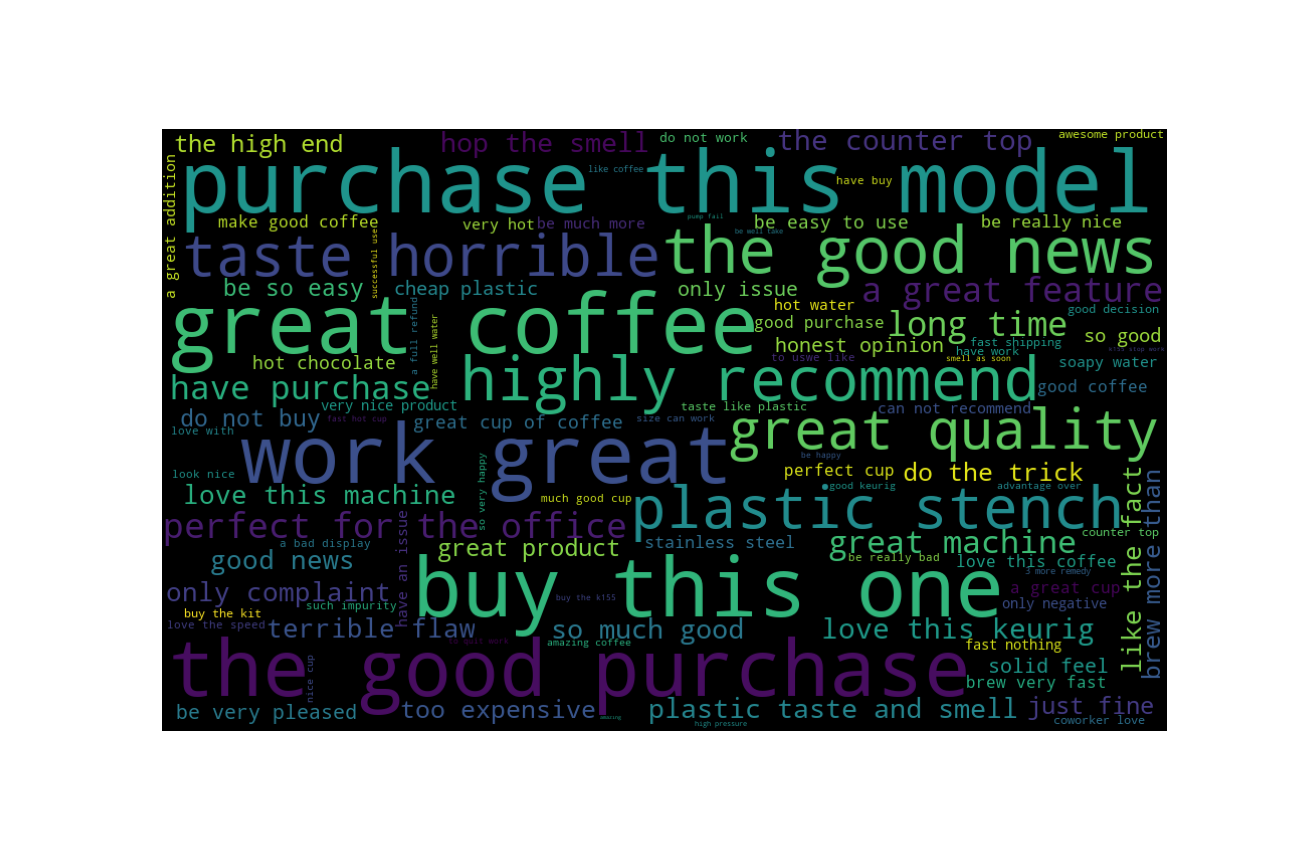 the high end
hop the smell
do not work
the counter top
awesome product
purchase this model
like coffee
have buy
a great addition
make good coffee
very hot
be much more
pump fail
be easy to use
be really nice
successful user
be well take
taste horrible
the good news
be so easy
cheap plastic
only issue
a great feature
hot water
good decision
great coffee
a full refund
have well water
good purchase
long time
so good
honest opinion
fast shipping
have work
k155 stop work
hot chocolate
to uswe like
smell as soon
soapy water
have purchase
highly recommend
good coffee
very nice product
taste like plastic
can not recommend
do not buy
fast hot cup
great cup of coffee
size can work
love with
work great
great quality
be happy
look nice
perfect cup
do the trick
so very happy
love this machine
much good cup
good keurig
advantage over
plastic stench
like the fact
brew more than
perfect for the office
have an issue
a bad display
great product
stainless steel
great machine
counter top
good news
be really bad
love this coffee
3 more remedy
only complaint
buy this one
a great cup
such impurity
buy the k155
only negative
buy the kit
love the speed
terrible flaw
so much good
love this keurig
amazing coffee
fast nothing
the good purchase
nice cup
solid feel
brew very fast
be very pleased
too expensive
amazing
plastic taste and smell
just fine
high pressure
coworker love